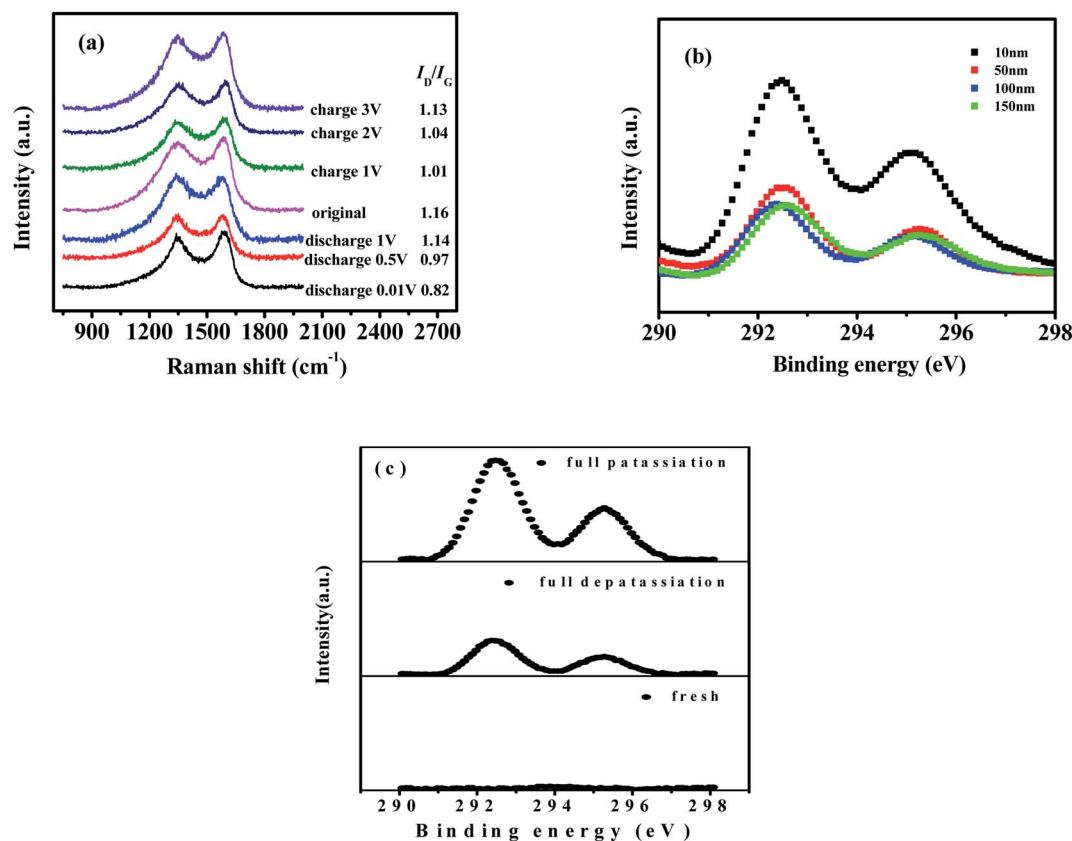 (a)
I_D/I_G
charge 3V 1.13
charge 2V 1.04
charge 1V 1.01
original 1.16
discharge 1V 1.14
discharge 0.5V 0.97
discharge 0.01V 0.82
Intensity (a.u.)
900 1200 1500 1800 2100 2400 2700
Raman shift (cm⁻¹)
(b)
10nm
50nm
100nm
150nm
Intensity (a.u.)
290 292 294 296 298
Binding energy (eV)
(c)
full patassiation
full depatassiation
fresh
Intensity(a.u.)
290 292 294 296 298
Binding energy (eV)